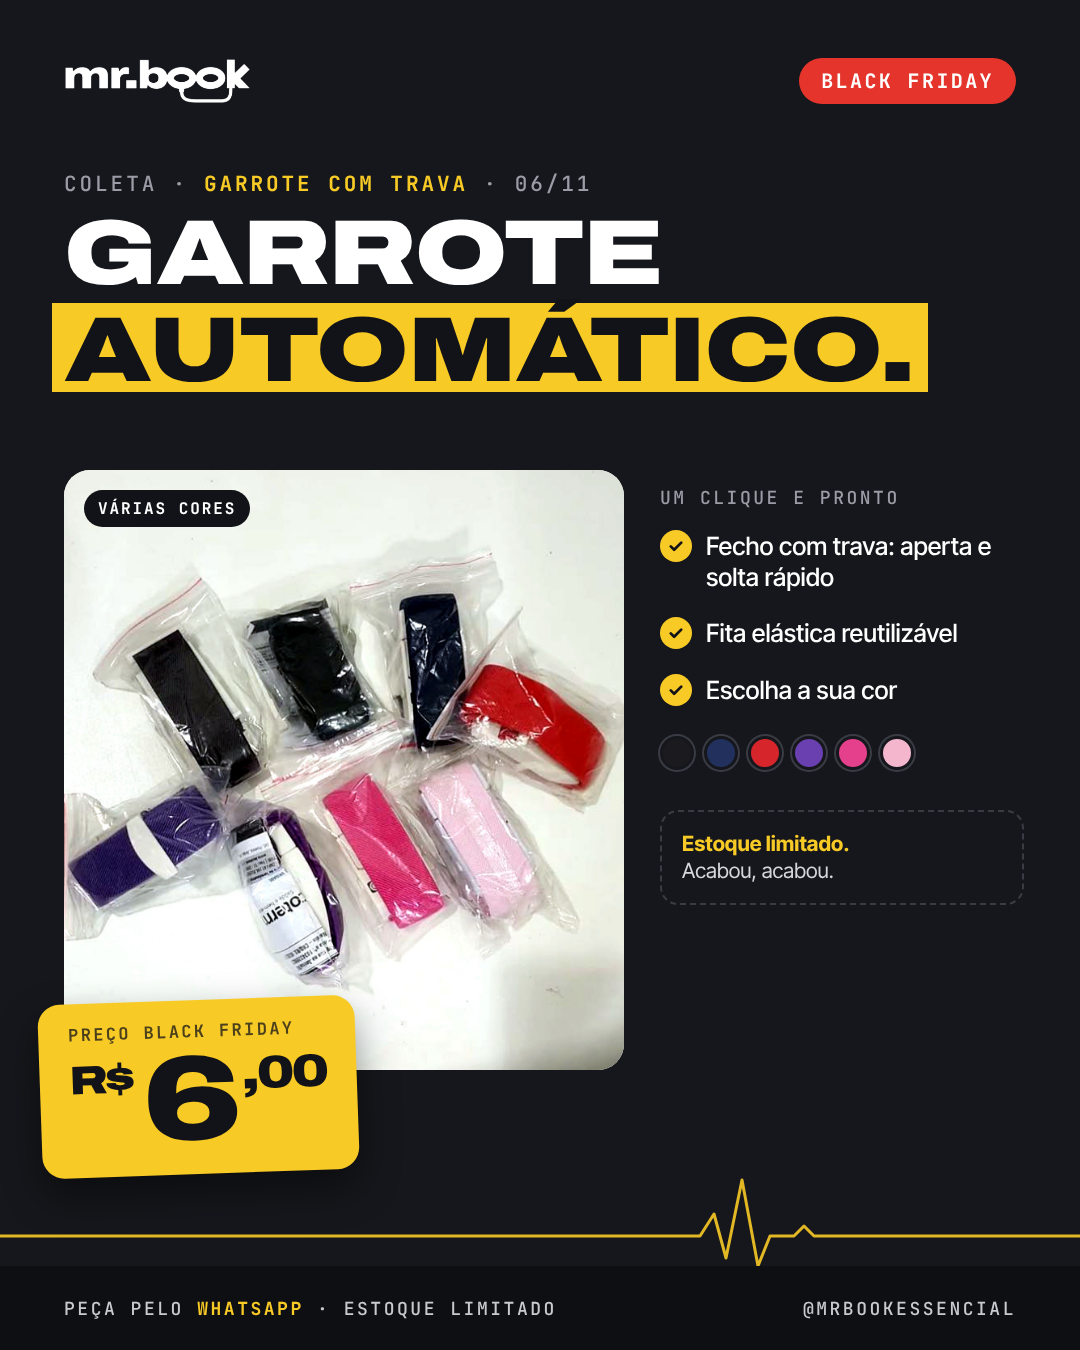 mr.book
BLACK FRIDAY
COLETA · GARROTE COM TRAVA · 06/11
GARROTE
AUTOMÁTICO.
VÁRIAS CORES
UM CLIQUE E PRONTO
Fecho com trava: aperta e
solta rápido
Fita elástica reutilizável
Escolha a sua cor
Estoque limitado.
Acabou, acabou.
PREÇO BLACK FRIDAY
R$ 6,00
PEÇA PELO WHATSAPP · ESTOQUE LIMITADO
@MRBOOKESSENCIAL